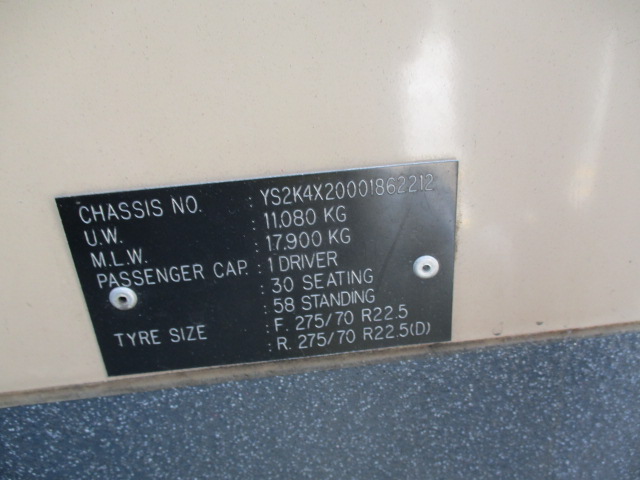 CHASSIS NO. : YS2K4X20001862212
U.W. : 11.080 KG
M.L.W. : 17.900 KG
PASSENGER CAP. : 1 DRIVER
: 30 SEATING
: 58 STANDING
TYRE SIZE : F. 275/70 R22.5
: R. 275/70 R22.5(D)